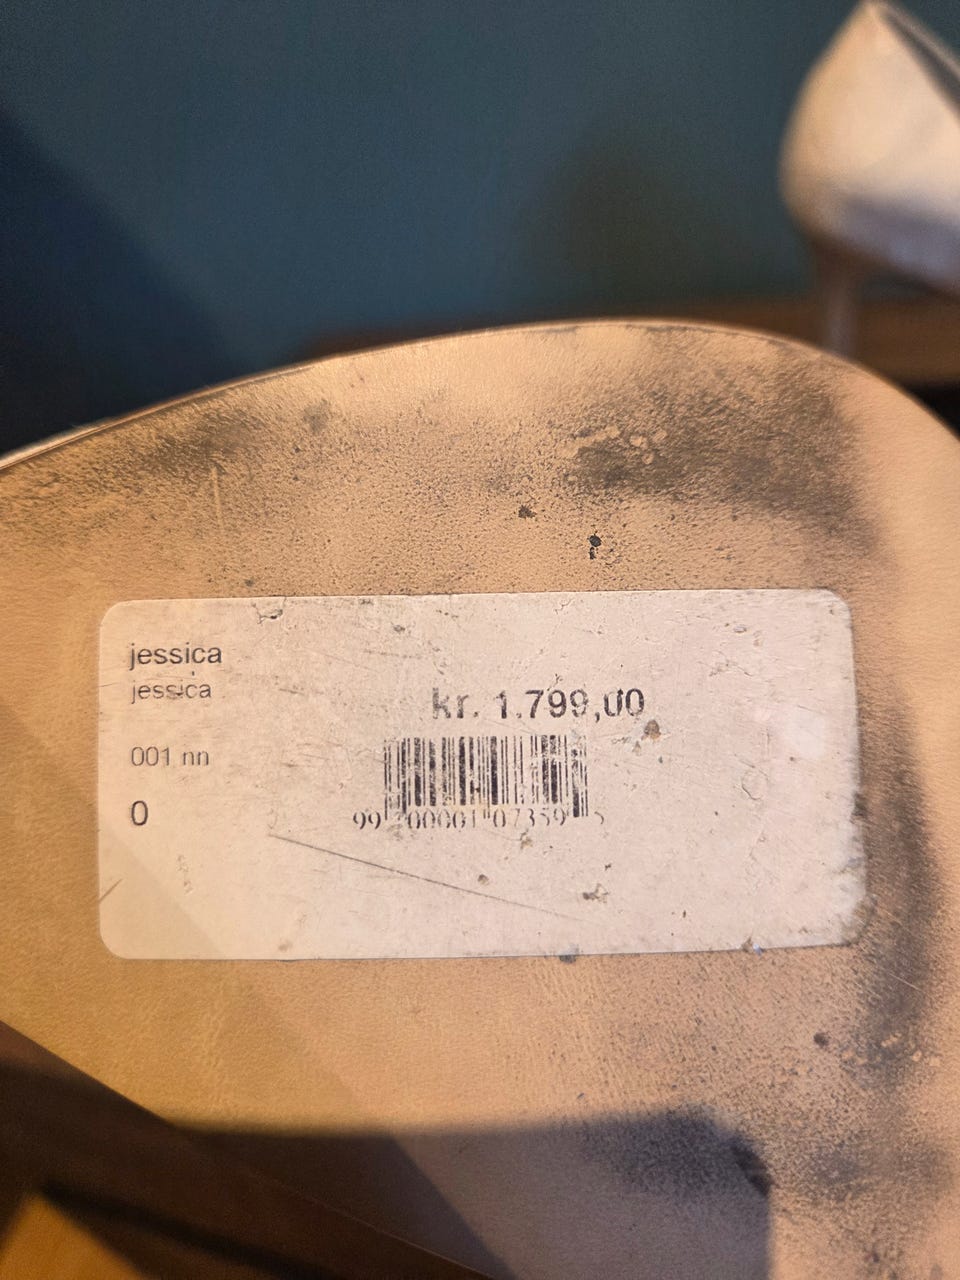 jessica
jessica
kr. 1.799,00
001 nn
0